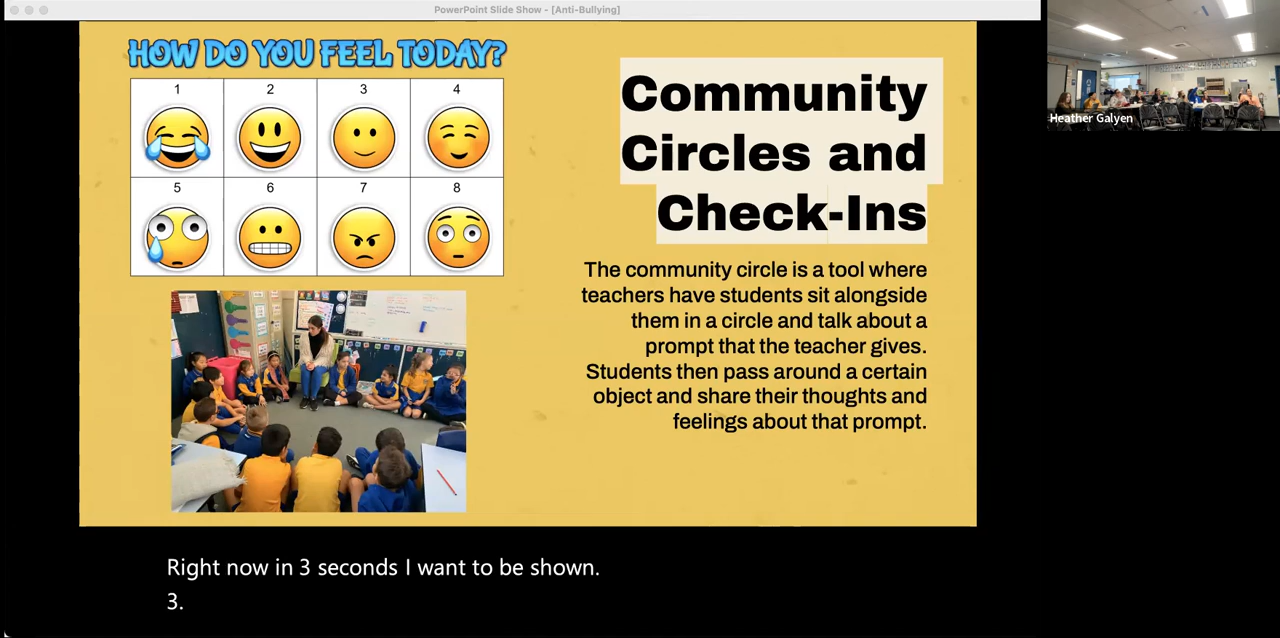 PowerPoint Slide Show - [Anti-Bullying]
HOW DO YOU FEEL TODAY?
1 2 3 4
5 6 7 8
Community
Circles and
Check-Ins
The community circle is a tool where
teachers have students sit alongside
them in a circle and talk about a
prompt that the teacher gives.
Students then pass around a certain
object and share their thoughts and
feelings about that prompt.
Heather Galyen
Right now in 3 seconds I want to be shown.
3.